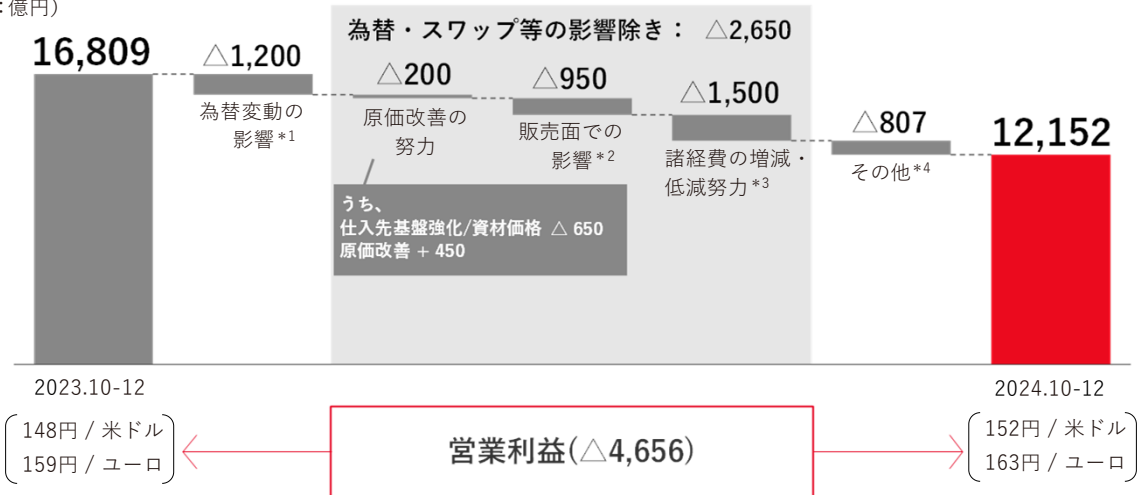 :億円)
為替・スワップ等の影響除き： △2,650
16,809
△1,200
為替変動の
影響*1
△200
原価改善の
努力
うち、
仕入先基盤強化/資材価格 △ 650
原価改善 + 450
△950
販売面での
影響*2
△1,500
諸経費の増減・
低減努力*3
△807
その他*4
12,152
2023.10-12
148円 / 米ドル
159円 / ユーロ
営業利益(△4,656)
2024.10-12
152円 / 米ドル
163円 / ユーロ